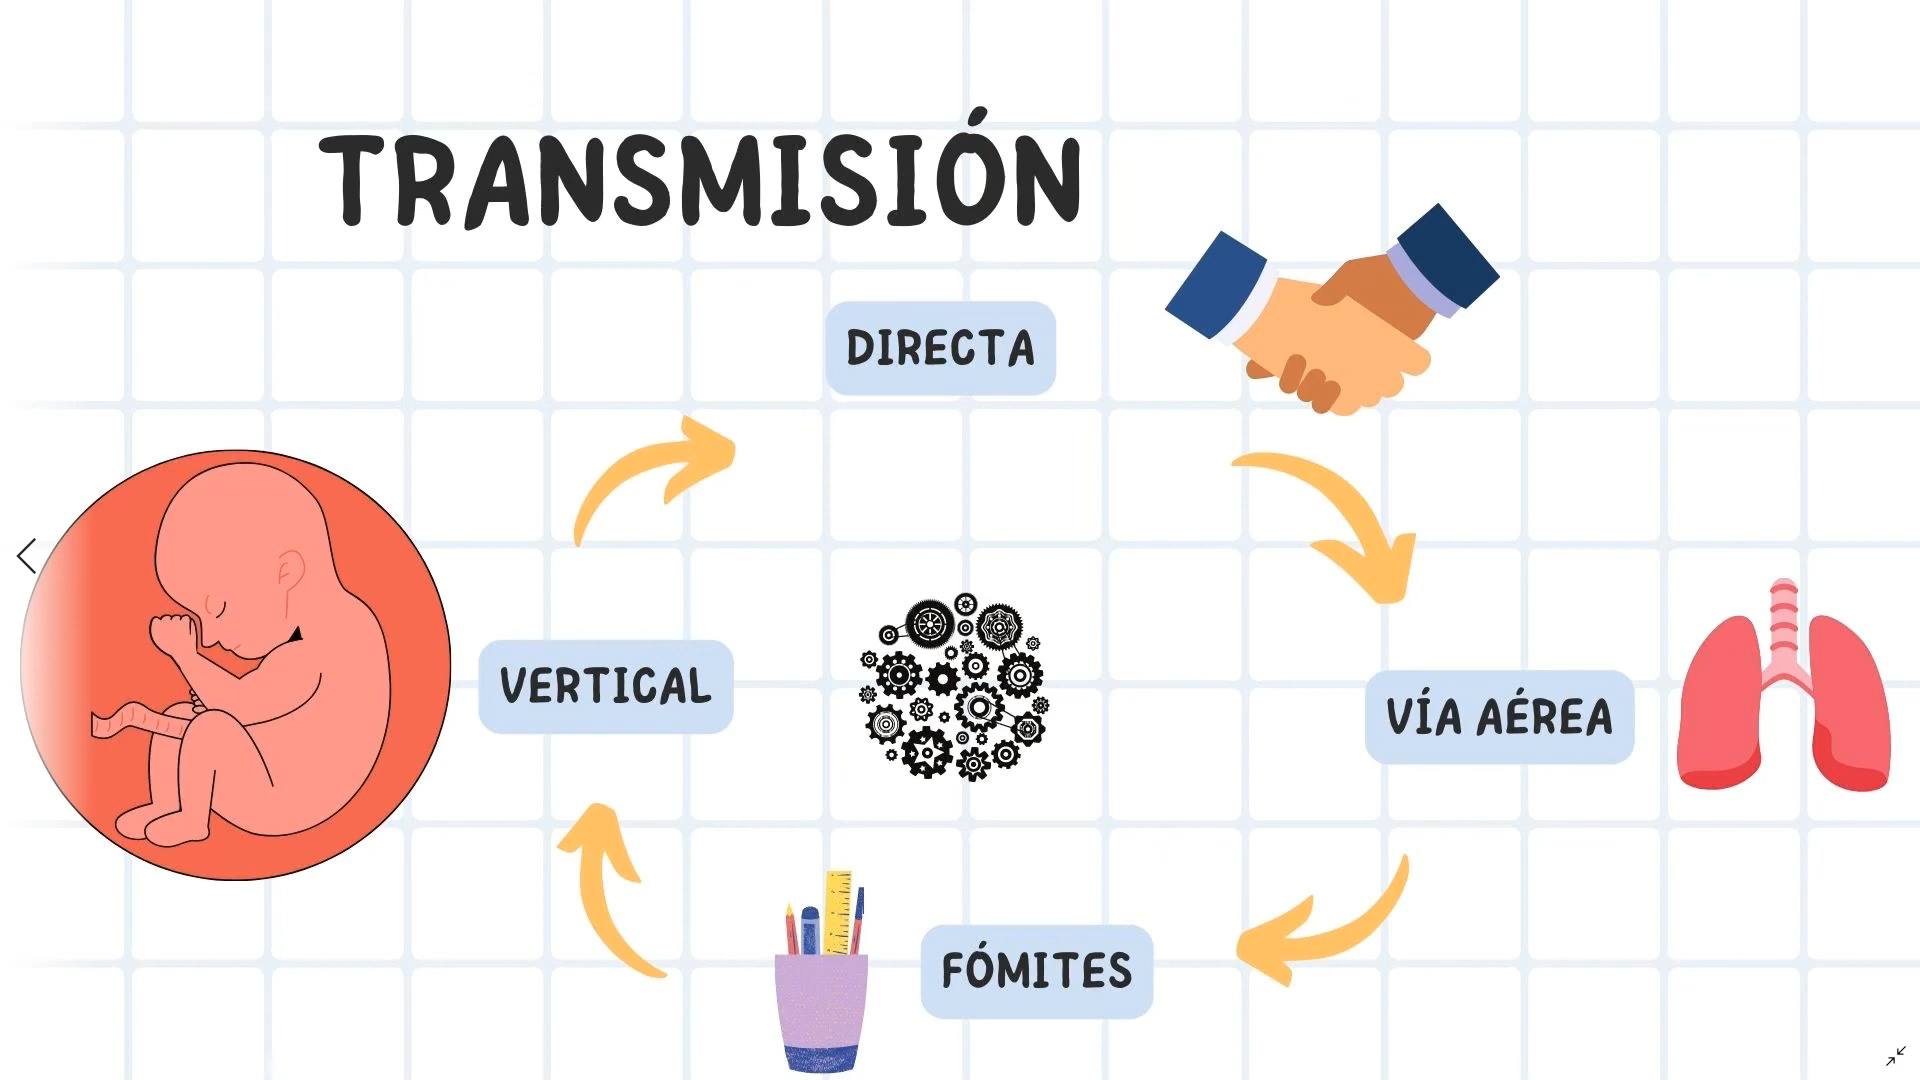 TRANSMISIÓN
DIRECTA
VERTICAL
VÍA AÉREA
FÓMITES